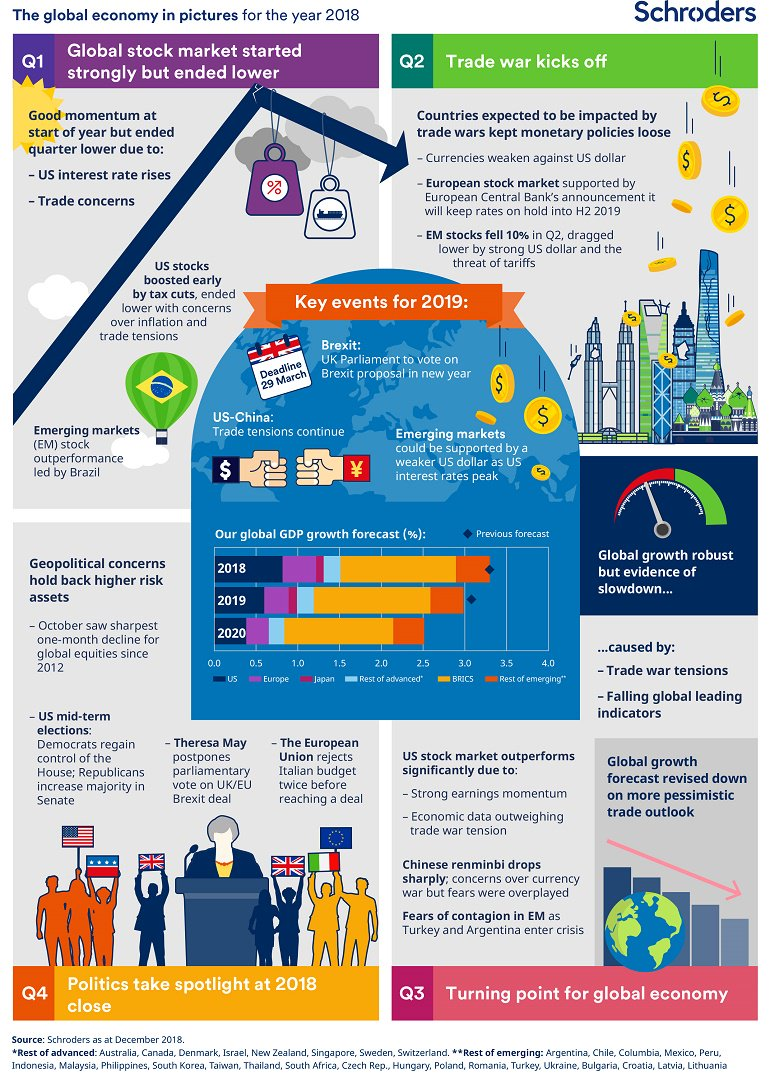 The global economy in pictures for the year 2018
Schroders
Q1
Global stock market started
strongly but ended lower
Good momentum at
start of year but ended
quarter lower due to:
– US interest rate rises
– Trade concerns
%
US stocks
boosted early
by tax cuts, ended
lower with concerns
over inflation and
trade tensions
Emerging markets
(EM) stock
outperformance
led by Brazil
Q2
Trade war kicks off
Countries expected to be impacted by
trade wars kept monetary policies loose
– Currencies weaken against US dollar
– European stock market supported by
European Central Bank’s announcement it
will keep rates on hold into H2 2019
– EM stocks fell 10% in Q2, dragged
lower by strong US dollar and the
threat of tariffs
$
$
$
$
$
$
Key events for 2019:
Deadline
29 March
Brexit:
UK Parliament to vote on
Brexit proposal in new year
US-China:
Trade tensions continue
$
¥
Emerging markets
could be supported by a
weaker US dollar as US
interest rates peak
$
$
$
Our global GDP growth forecast (%):
Previous forecast
2018
2019
2020
0.0 0.5 1.0 1.5 2.0 2.5 3.0 3.5 4.0
US Europe Japan Rest of advanced* BRICS Rest of emerging**
Global growth robust
but evidence of
slowdown...
...caused by:
– Trade war tensions
– Falling global leading
indicators
Global growth
forecast revised down
on more pessimistic
trade outlook
US stock market outperforms
significantly due to:
– Strong earnings momentum
– Economic data outweighing
trade war tension
Chinese renminbi drops
sharply; concerns over currency
war but fears were overplayed
Fears of contagion in EM as
Turkey and Argentina enter crisis
Q3
Turning point for global economy
Geopolitical concerns
hold back higher risk
assets
– October saw sharpest
one-month decline for
global equities since
2012
– US mid-term
elections:
Democrats regain
control of the
House; Republicans
increase majority in
Senate
– Theresa May
postpones
parliamentary
vote on UK/EU
Brexit deal
– The European
Union rejects
Italian budget
twice before
reaching a deal
Q4
Politics take spotlight at 2018
close
Source: Schroders as at December 2018.
*Rest of advanced: Australia, Canada, Denmark, Israel, New Zealand, Singapore, Sweden, Switzerland. **Rest of emerging: Argentina, Chile, Columbia, Mexico, Peru,
Indonesia, Malaysia, Philippines, South Korea, Taiwan, Thailand, South Africa, Czech Rep., Hungary, Poland, Romania, Turkey, Ukraine, Bulgaria, Croatia, Latvia, Lithuania